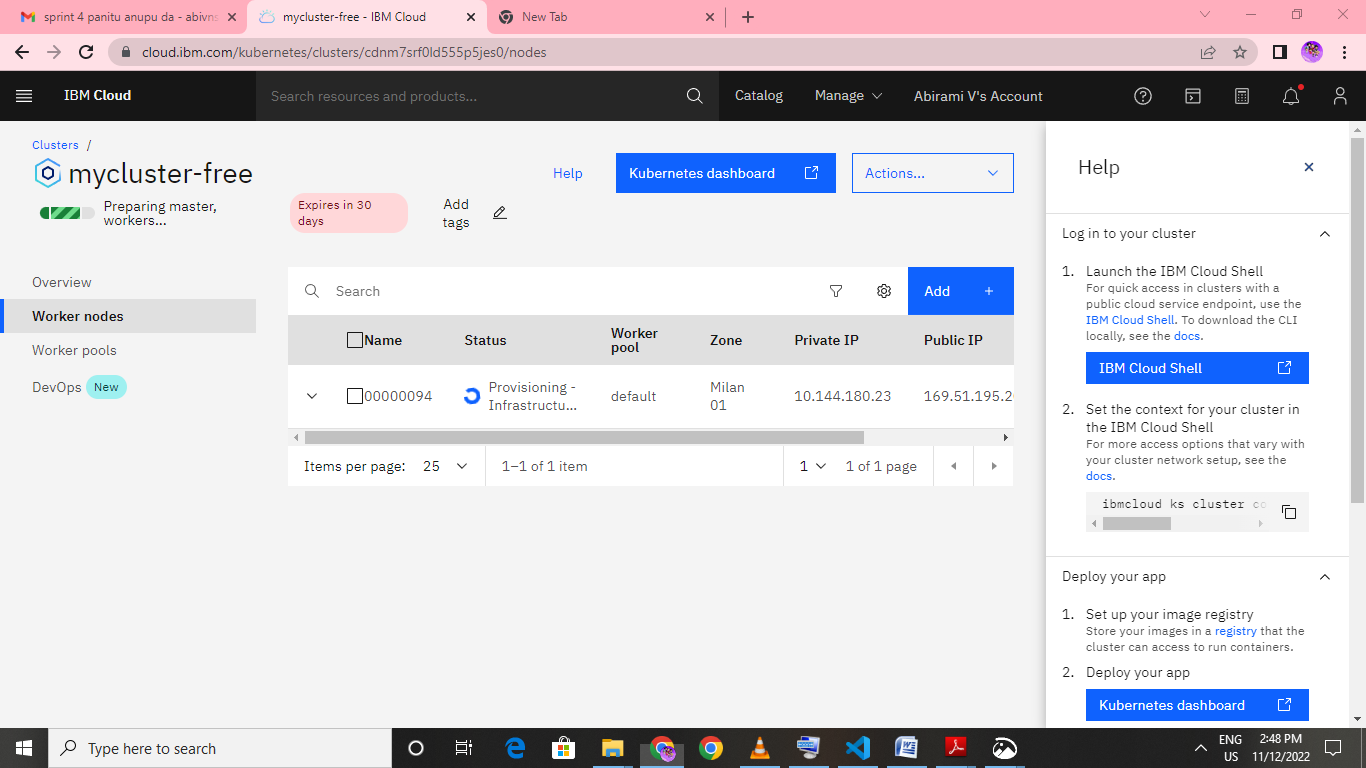 sprint 4 panitu anupu da - abivns
mycluster-free - IBM Cloud
New Tab
cloud.ibm.com/kubernetes/clusters/cdnm7srf0ld555p5jes0/nodes
IBM Cloud
Search resources and products...
Catalog
Manage
Abirami V's Account
Clusters /
mycluster-free
Help
Kubernetes dashboard
Actions...
Preparing master,
workers...
Expires in 30
days
Add
tags
Overview
Worker nodes
Worker pools
DevOps New
Search
Add +
Name
Status
Worker
pool
Zone
Private IP
Public IP
00000094
Provisioning -
Infrastructu...
default
Milan
01
10.144.180.23
169.51.195.2
Items per page: 25
1–1 of 1 item
1
1 of 1 page
Help
Log in to your cluster
1. Launch the IBM Cloud Shell
For quick access in clusters with a
public cloud service endpoint, use the
IBM Cloud Shell. To download the CLI
locally, see the docs.
IBM Cloud Shell
2. Set the context for your cluster in
the IBM Cloud Shell
For more access options that vary with
your cluster network setup, see the
docs.
ibmcloud ks cluster co
Deploy your app
1. Set up your image registry
Store your images in a registry that the
cluster can access to run containers.
2. Deploy your app
Kubernetes dashboard
Type here to search
ENG
US
2:48 PM
11/12/2022